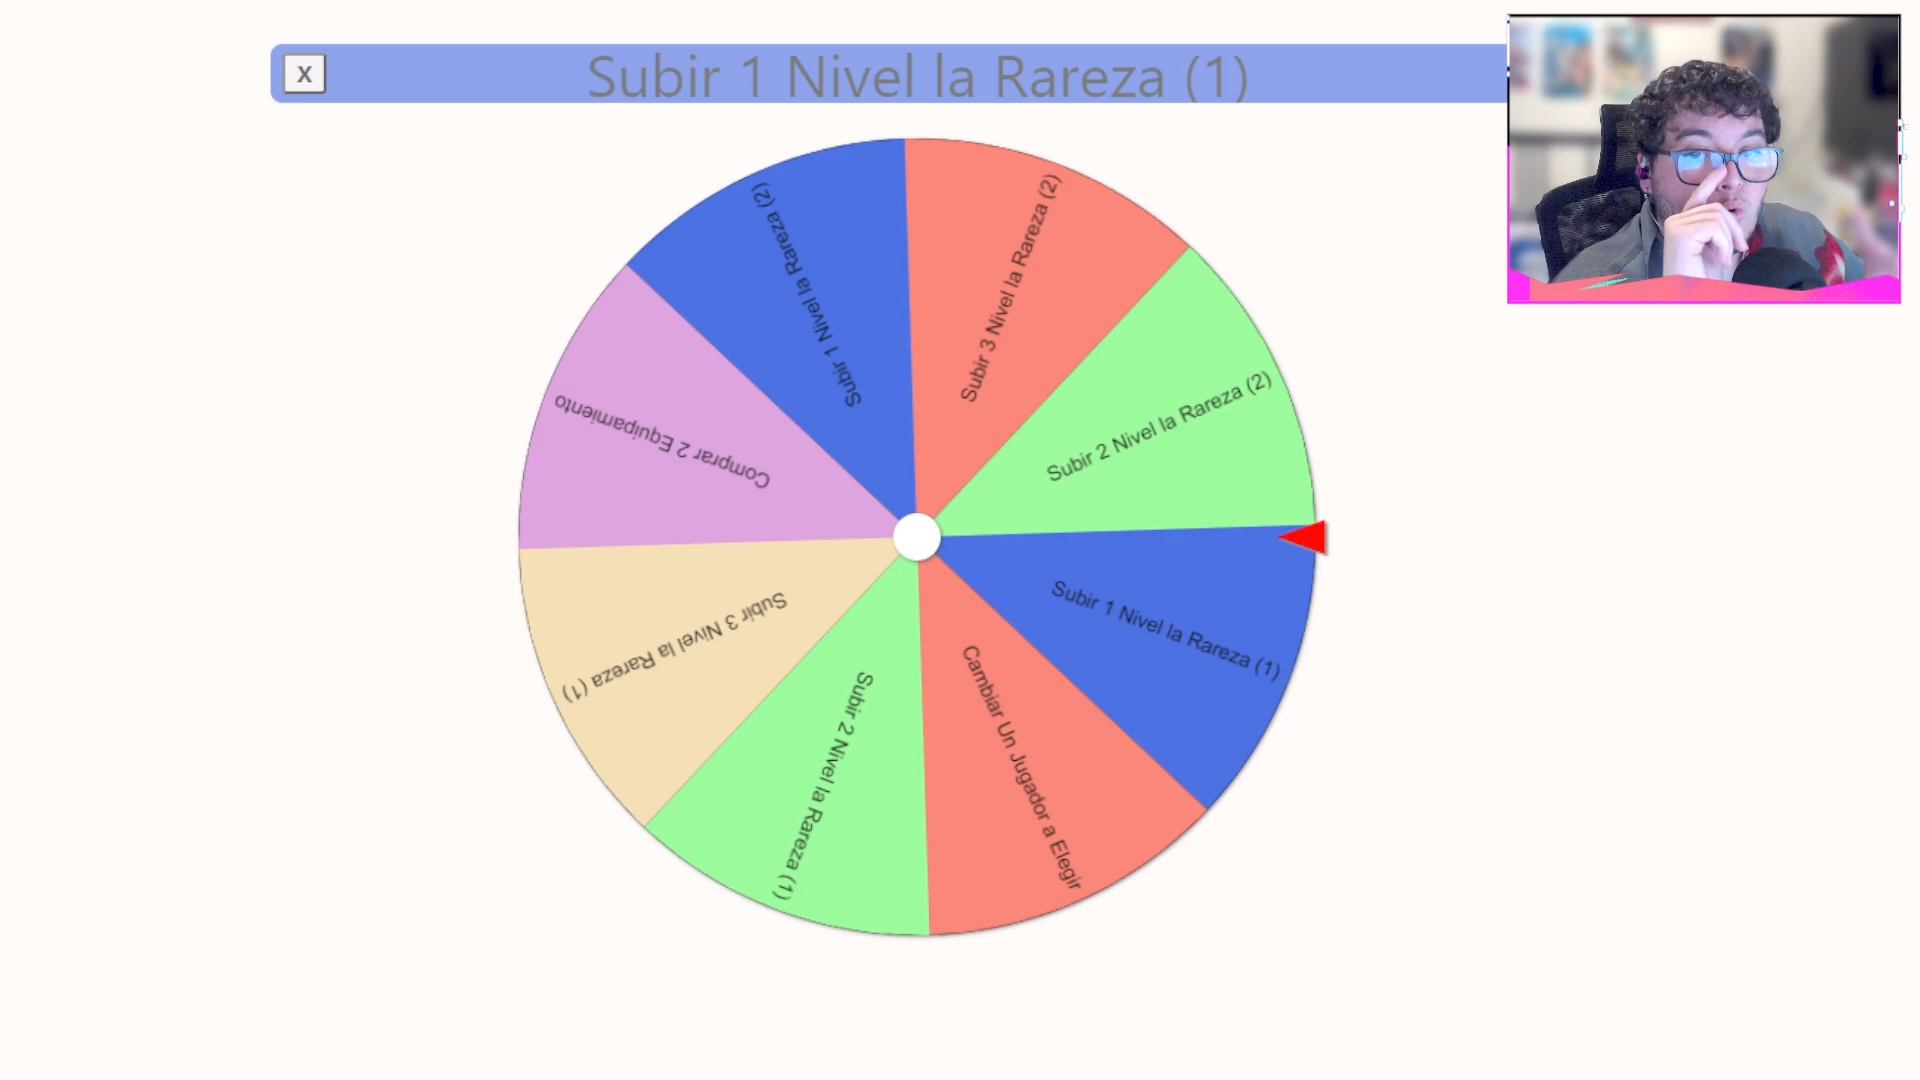 X
Subir 1 Nivel la Rareza (1)
Subir 1 Nivel la Rareza (2)
Subir 3 Nivel la Rareza (2)
Subir 2 Nivel la Rareza (2)
Comprar 2 Equipamiento
Subir 1 Nivel la Rareza (1)
Subir 3 Nivel la Rareza (1)
Subir 2 Nivel la Rareza (1)
Cambiar Un Jugador a Elegir